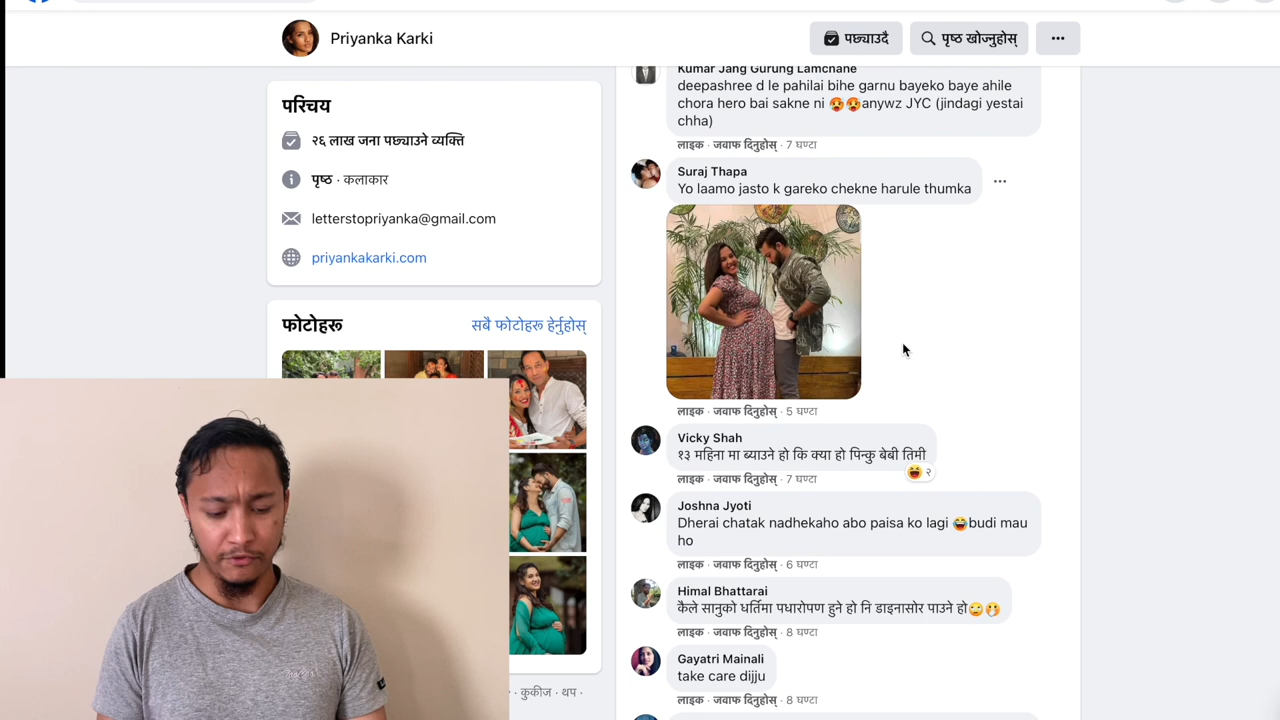 Priyanka Karki
पछ्याउदै
पृष्ठ खोज्नुहोस्
परिचय
२६ लाख जना पछ्याउने व्यक्ति
पृष्ठ · कलाकार
letterstopriyanka@gmail.com
priyankakarki.com
फोटोहरू
सबै फोटोहरू हेर्नुहोस्
· कुकीज · थप ·
Kumar Jang Gurung Lamchane
deepashree d le pahilai bihe garnu bayeko baye ahile
chora hero bai sakne ni 🥵🥵anywz JYC (jindagi yestai
chha)
लाइक · जवाफ दिनुहोस् · 7 घण्टा
Suraj Thapa
Yo laamo jasto k gareko chekne harule thumka
लाइक · जवाफ दिनुहोस् · 5 घण्टा
Vicky Shah
१३ महिना मा ब्याउने हो कि क्या हो पिन्कु बेबी तिमी
२
लाइक · जवाफ दिनुहोस् · 7 घण्टा
Joshna Jyoti
Dherai chatak nadhekaho abo paisa ko lagi 😂budi mau
ho
लाइक · जवाफ दिनुहोस् · 6 घण्टा
Himal Bhattarai
कैले सानुको धर्तिमा पधारोपण हुने हो नि डाइनासोर पाउने हो🙄🤭
लाइक · जवाफ दिनुहोस् · 8 घण्टा
Gayatri Mainali
take care dijju
लाइक · जवाफ दिनुहोस् · 8 घण्टा